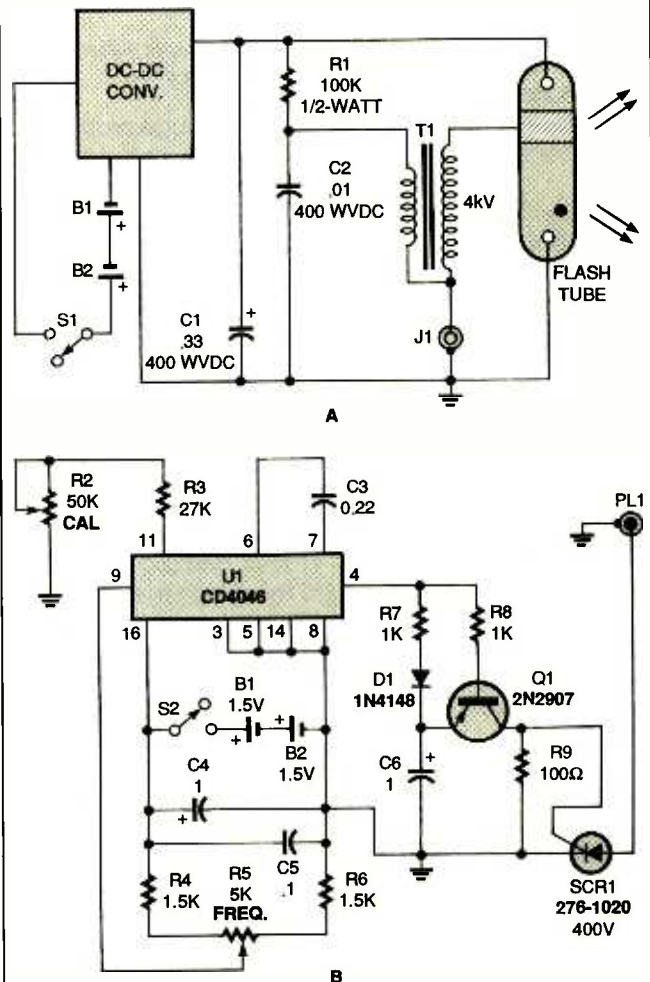 DC-DC
CONV.
R1
100K
1/2-WATT
T1
C2
.01
400 WVDC
4kV
B1
+
B2
+
FLASH
TUBE
S1
C1
.33
400 WVDC
+
J1
A
R2
50K
CAL
R3
27K
C3
0.22
PL1
11
6
7
9
U1
CD4046
4
16
3
5
14
8
R7
1K
R8
1K
D1
1N4148
Q1
2N2907
S2
B1
1.5V
+
+
B2
1.5V
C6
1
+
R9
100Ω
C4
1
+
C5
.1
R4
1.5K
R5
5K
FREQ.
R6
1.5K
SCR1
276-1020
400V
B